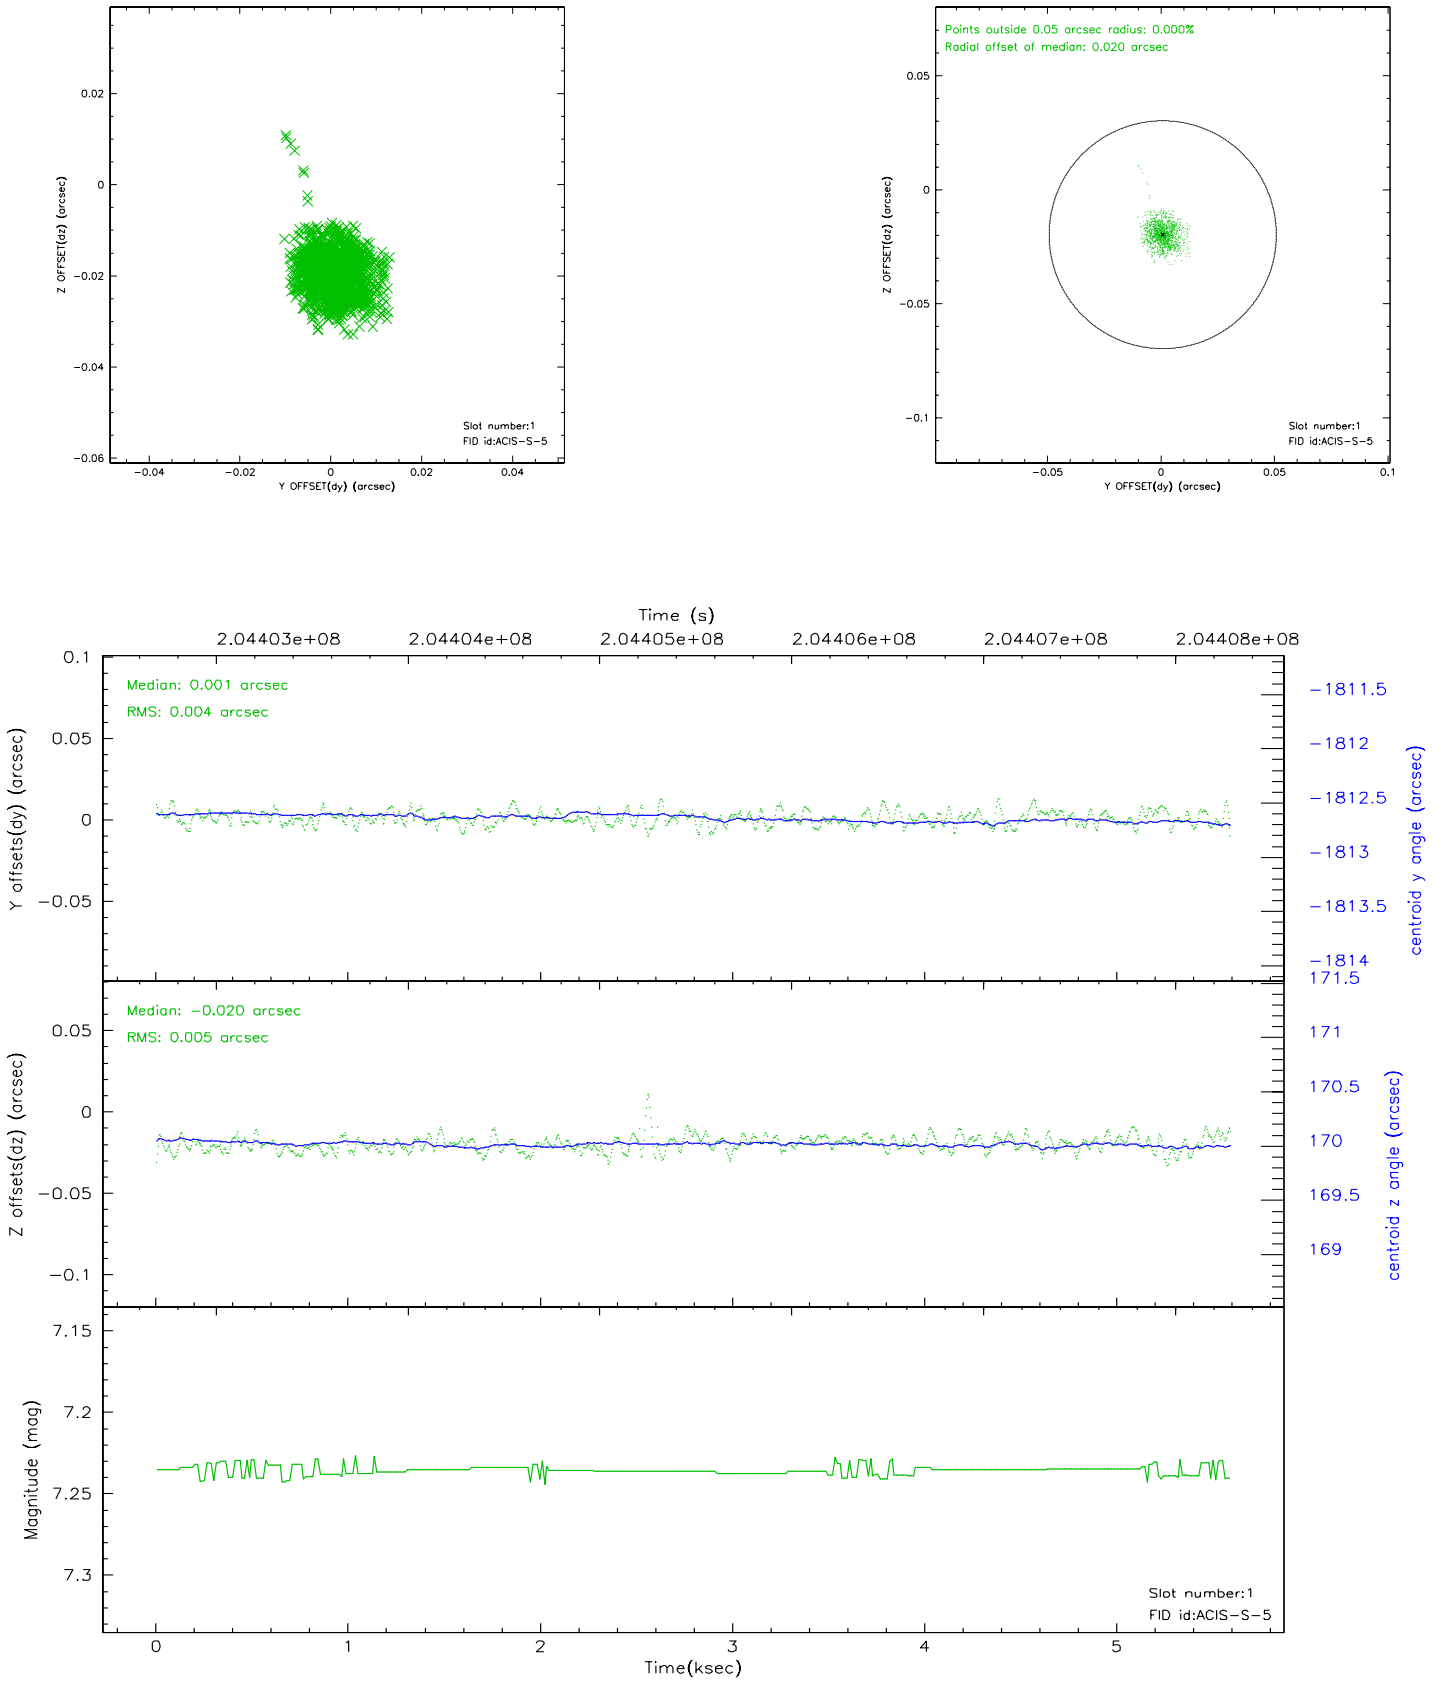 0.02
0
-0.02
-0.04
-0.06
Z OFFSET(dz) (arcsec)
Slot number:1
FID id:ACIS-S-5
-0.04
-0.02
0
0.02
0.04
Y OFFSET(dy) (arcsec)
Points outside 0.05 arcsec radius: 0.000%
Radial offset of median: 0.020 arcsec
0.05
0
-0.05
-0.1
Z OFFSET(dz) (arcsec)
Slot number:1
FID id:ACIS-S-5
-0.05
0
0.05
0.1
Y OFFSET(dy) (arcsec)
Time (s)
2.04403e+08
2.04404e+08
2.04405e+08
2.04406e+08
2.04407e+08
2.04408e+08
0.1
0.05
0
-0.05
Y offsets(dy) (arcsec)
Median: 0.001 arcsec
RMS: 0.004 arcsec
-1811.5
-1812
-1812.5
-1813
-1813.5
-1814
centroid y angle (arcsec)
0.05
0
-0.05
-0.1
Z offsets(dz) (arcsec)
Median: -0.020 arcsec
RMS: 0.005 arcsec
171.5
171
170.5
170
169.5
169
centroid z angle (arcsec)
7.15
7.2
7.25
7.3
Magnitude (mag)
Slot number:1
FID id:ACIS-S-5
0
1
2
3
4
5
Time(ksec)